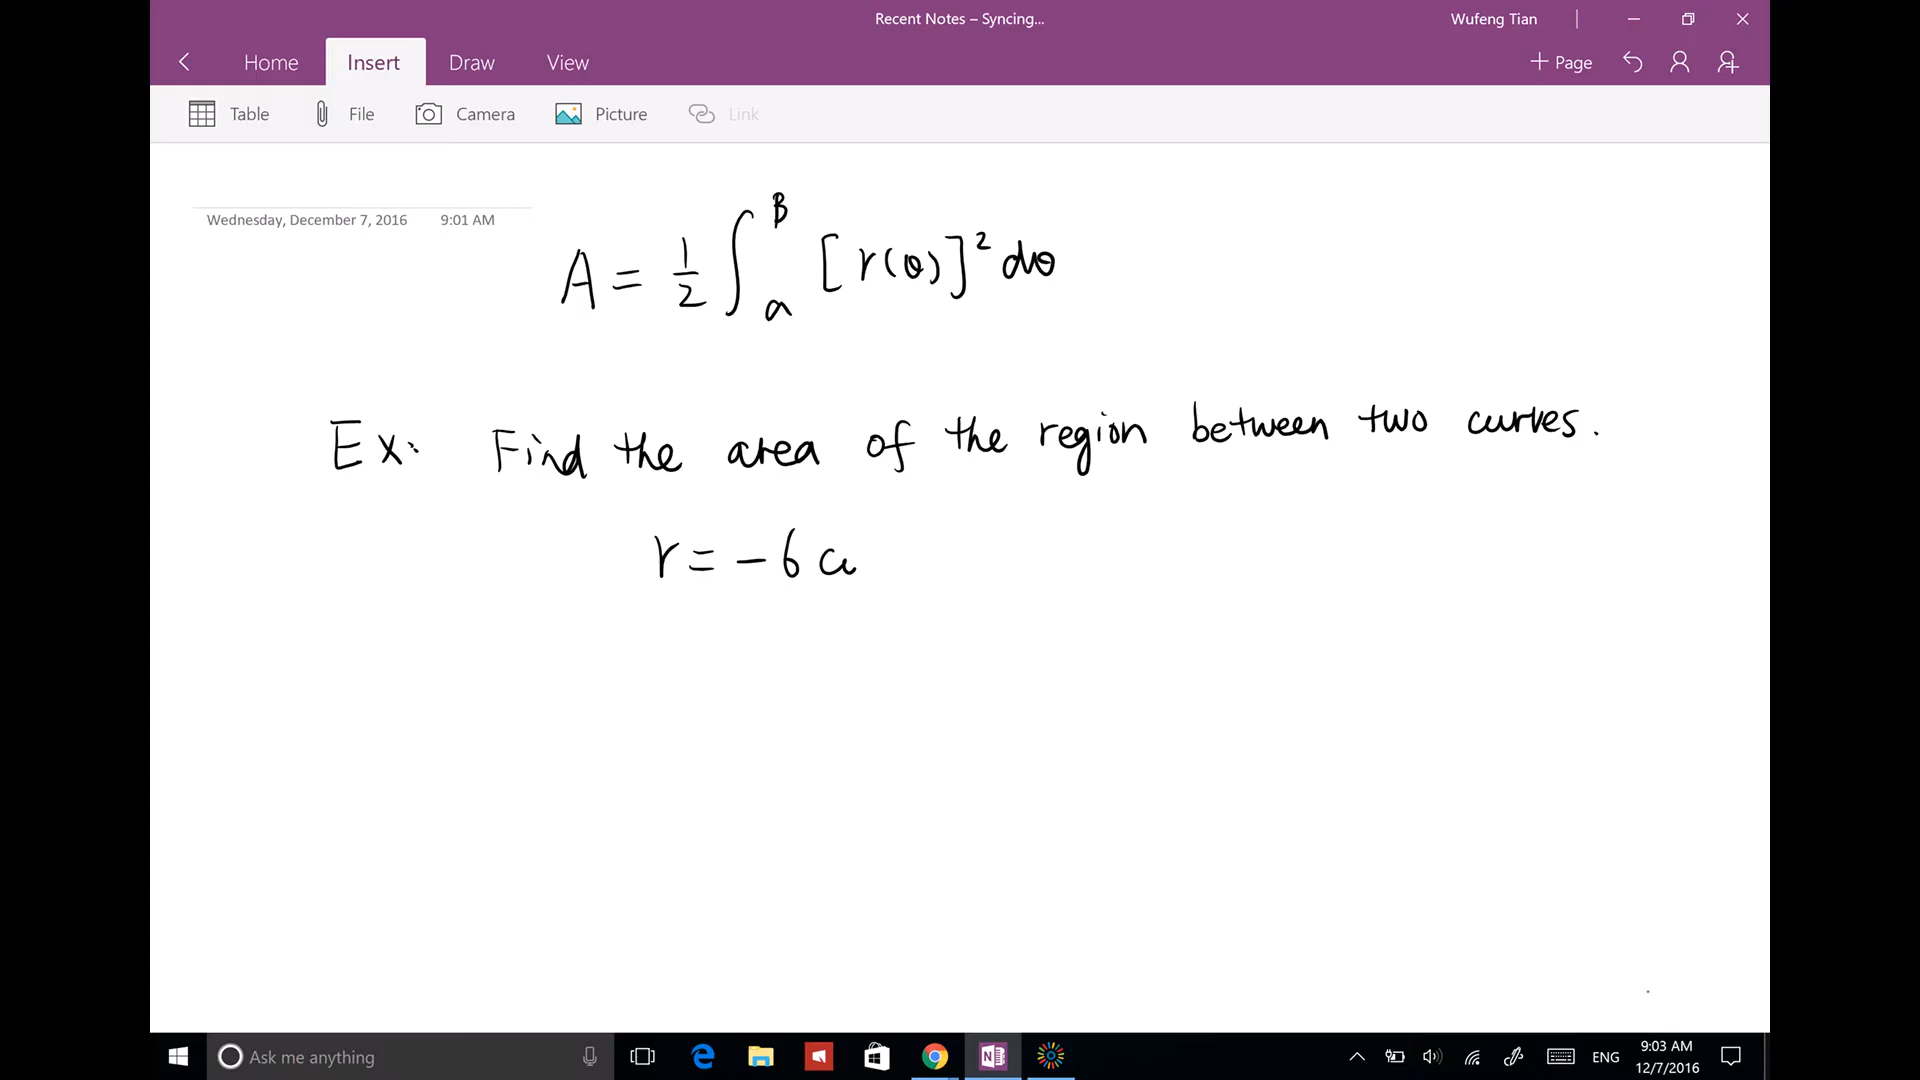 Recent Notes – Syncing...
Wufeng Tian
Home Insert Draw View
Page
Table File Camera Picture Link
Wednesday, December 7, 2016 9:01 AM
A = 1/2 ∫_a^B [r(θ)]² dθ
Ex: Find the area of the region between two curves.
r = -6 co
Ask me anything
ENG
9:03 AM
12/7/2016